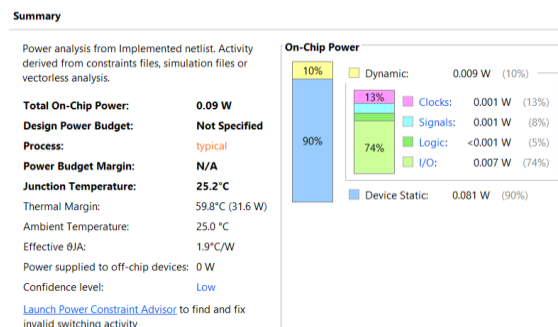 Summary
Power analysis from Implemented netlist. Activity
derived from constraints files, simulation files or
vectorless analysis.
Total On-Chip Power: 0.09 W
Design Power Budget: Not Specified
Process: typical
Power Budget Margin: N/A
Junction Temperature: 25.2°C
Thermal Margin: 59.8°C (31.6 W)
Ambient Temperature: 25.0 °C
Effective ϑJA: 1.9°C/W
Power supplied to off-chip devices: 0 W
Confidence level: Low
Launch Power Constraint Advisor to find and fix
invalid switching activity
On-Chip Power
10%
90%
Dynamic: 0.009 W (10%)
13%
74%
Clocks: 0.001 W (13%)
Signals: 0.001 W (8%)
Logic: <0.001 W (5%)
I/O: 0.007 W (74%)
Device Static: 0.081 W (90%)